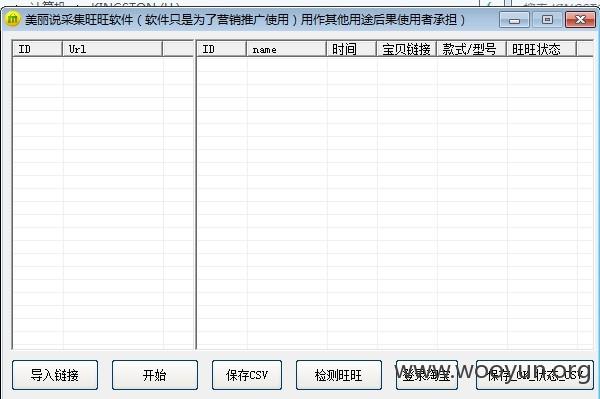 美丽说采集旺旺软件（软件只是为了营销推广使用）用作其他用途后果使用者承担）
ID Url ID name 时间 宝贝链接 款式/型号 旺旺状态
导入链接 开始 保存CSV 检测旺旺 登录淘宝 保存_ON_状态_CSV
www.wooyun.org